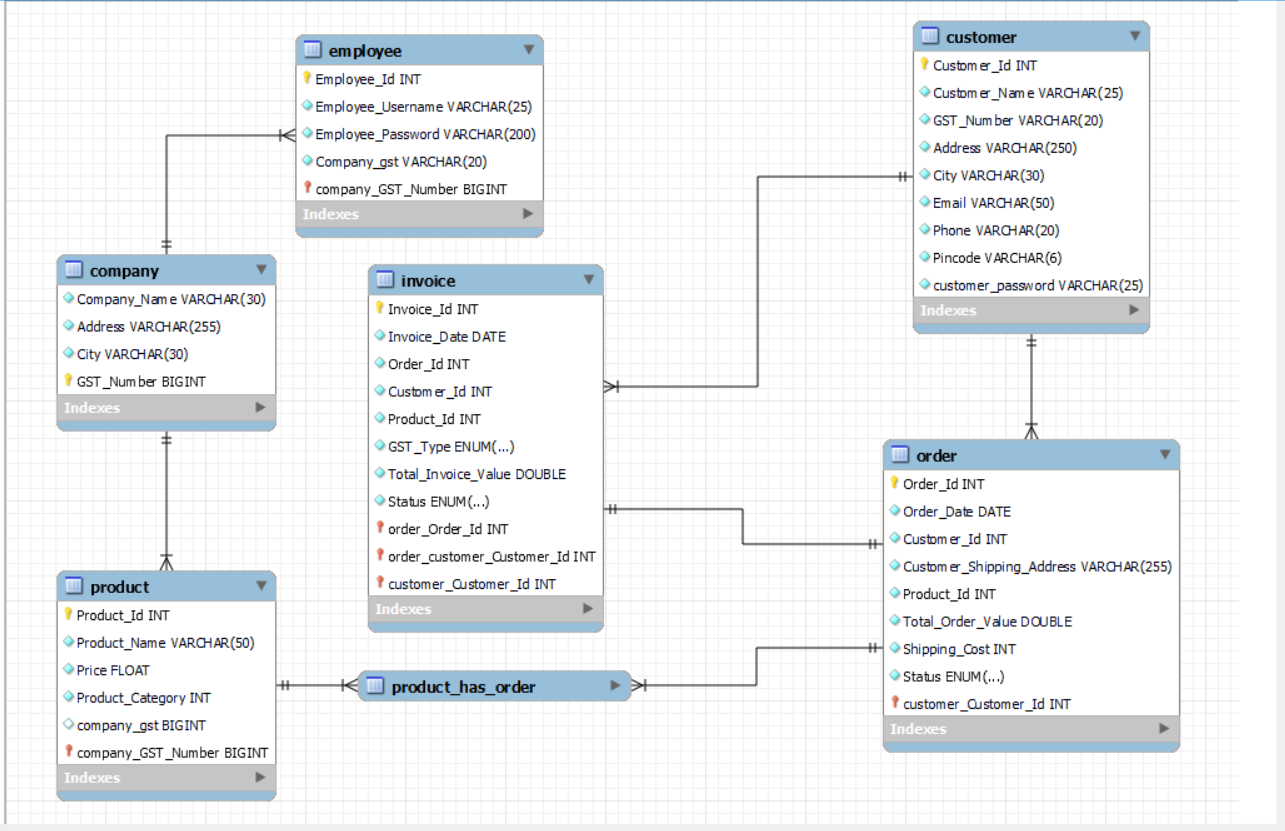 employee
Employee_Id INT
Employee_Username VARCHAR(25)
Employee_Password VARCHAR(200)
Company_gst VARCHAR(20)
company_GST_Number BIGINT
Indexes
customer
Customer_Id INT
Customer_Name VARCHAR(25)
GST_Number VARCHAR(20)
Address VARCHAR(250)
City VARCHAR(30)
Email VARCHAR(50)
Phone VARCHAR(20)
Pincode VARCHAR(6)
customer_password VARCHAR(25)
Indexes
company
Company_Name VARCHAR(30)
Address VARCHAR(255)
City VARCHAR(30)
GST_Number BIGINT
Indexes
invoice
Invoice_Id INT
Invoice_Date DATE
Order_Id INT
Customer_Id INT
Product_Id INT
GST_Type ENUM(...)
Total_Invoice_Value DOUBLE
Status ENUM(...)
order_Order_Id INT
order_customer_Customer_Id INT
customer_Customer_Id INT
Indexes
order
Order_Id INT
Order_Date DATE
Customer_Id INT
Customer_Shipping_Address VARCHAR(255)
Product_Id INT
Total_Order_Value DOUBLE
Shipping_Cost INT
Status ENUM(...)
customer_Customer_Id INT
Indexes
product
Product_Id INT
Product_Name VARCHAR(50)
Price FLOAT
Product_Category INT
company_gst BIGINT
company_GST_Number BIGINT
Indexes
product_has_order